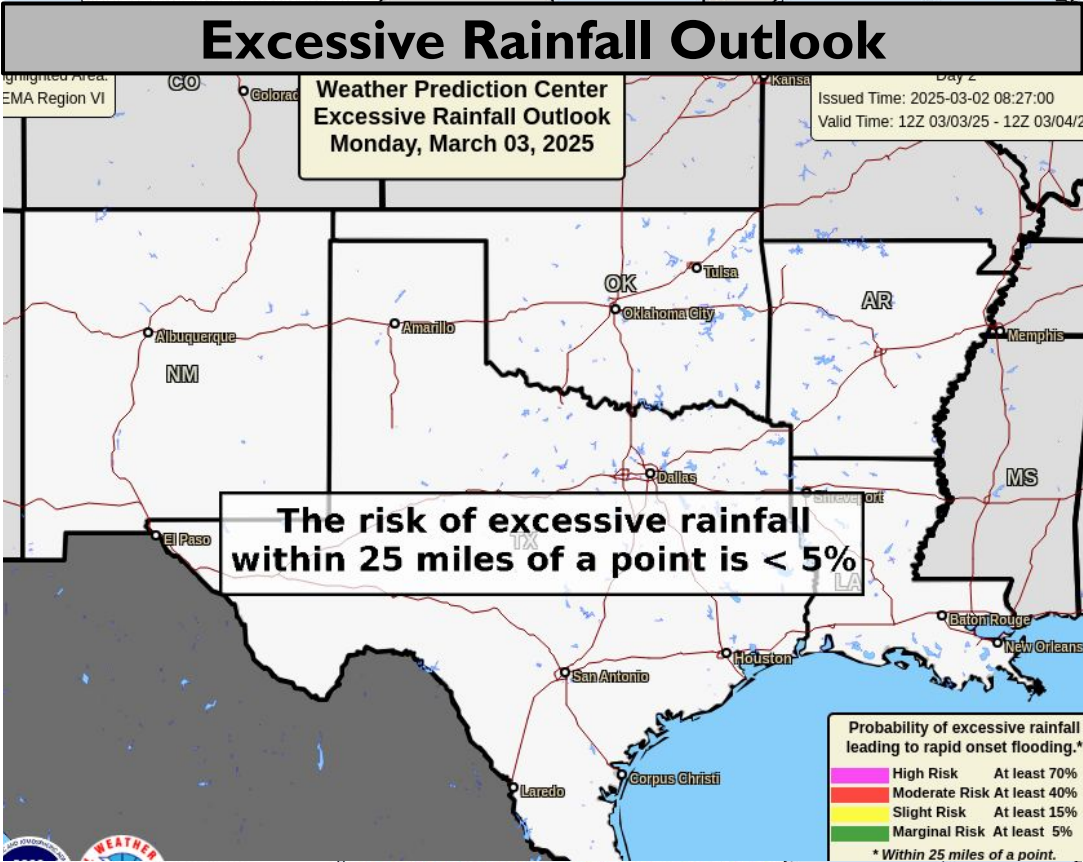 Excessive Rainfall Outlook
Highlighted Area:
EMA Region VI
Weather Prediction Center
Excessive Rainfall Outlook
Monday, March 03, 2025
Day 2
Issued Time: 2025-03-02 08:27:00
Valid Time: 12Z 03/03/25 - 12Z 03/04/2
CO
Colorad
Kansa
Tulsa
OK
Oklahoma City
AR
Amarillo
Albuquerque
Memphis
NM
Dallas
MS
Shreveport
The risk of excessive rainfall
within 25 miles of a point is < 5%
TX
El Paso
LA
Baton Rouge
New Orleans
Houston
San Antonio
Corpus Christi
Laredo
Probability of excessive rainfall
leading to rapid onset flooding.*
High Risk At least 70%
Moderate Risk At least 40%
Slight Risk At least 15%
Marginal Risk At least 5%
* Within 25 miles of a point.
WEATHER